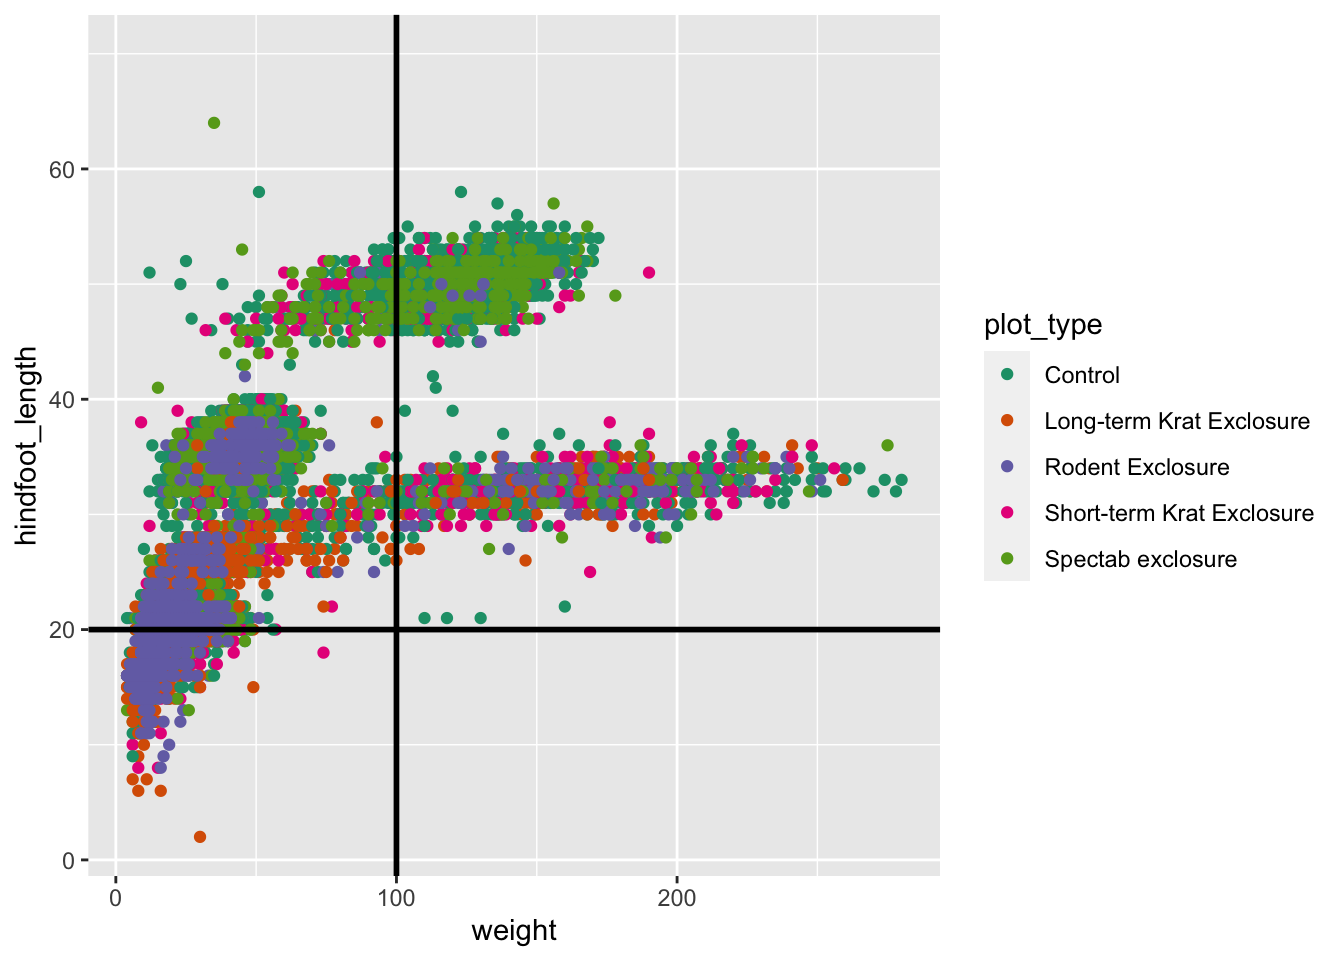 60
40
20
0
hindfoot_length
0 100 200
weight
plot_type
Control
Long-term Krat Exclosure
Rodent Exclosure
Short-term Krat Exclosure
Spectab exclosure